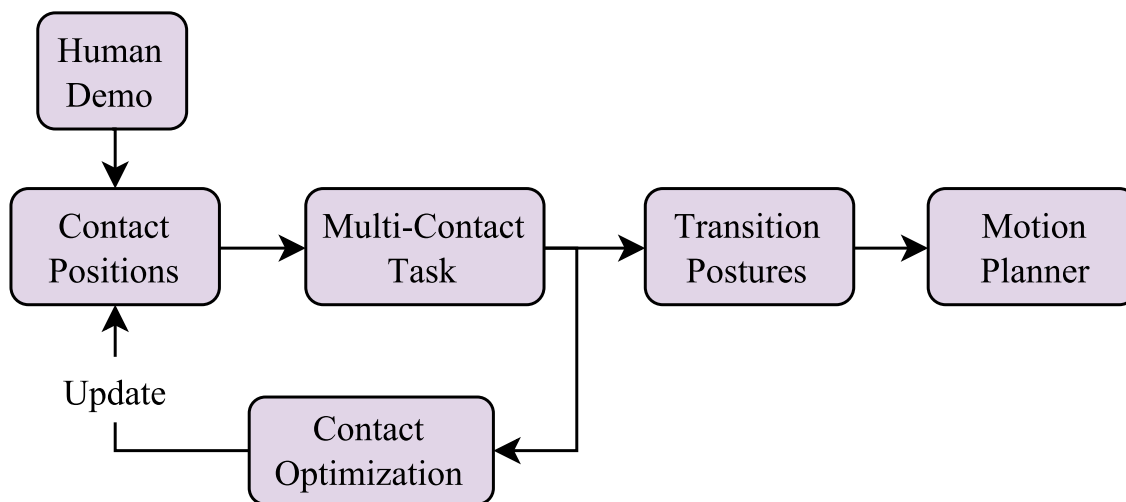 Human
Demo
Contact
Positions
Multi-Contact
Task
Transition
Postures
Motion
Planner
Update
Contact
Optimization